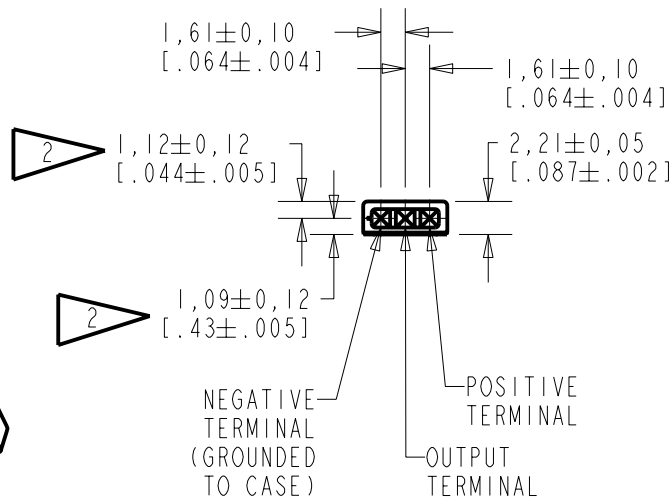 1,61±0,10
[.064±.004]
1,61±0,10
[.064±.004]
2
1,12±0,12
[.044±.005]
2,21±0,05
[.087±.002]
2
1,09±0,12
[.43±.005]
NEGATIVE
TERMINAL
(GROUNDED
TO CASE)
POSITIVE
TERMINAL
OUTPUT
TERMINAL